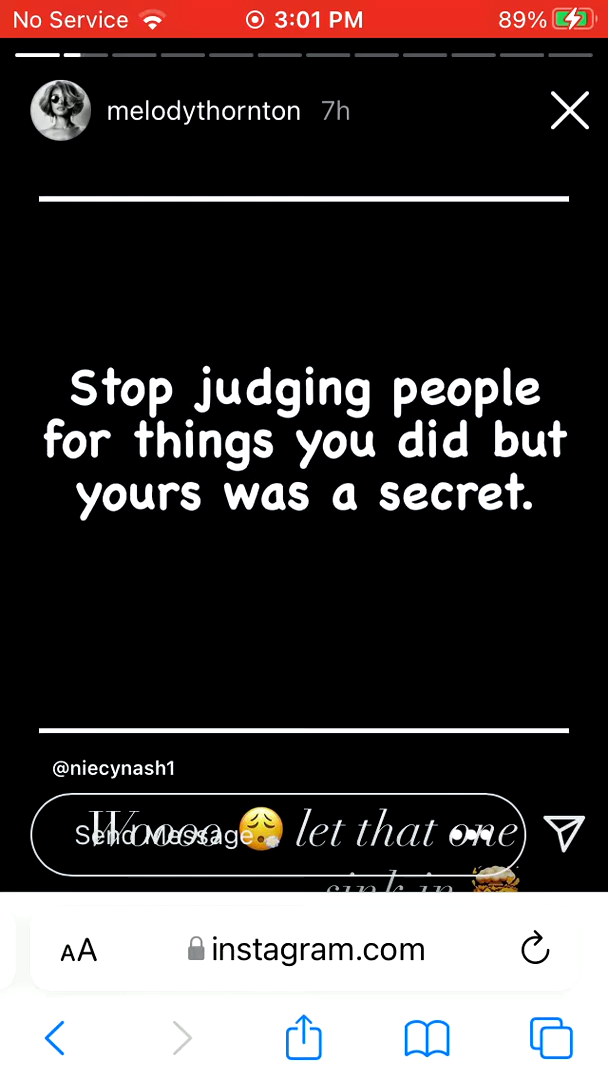 No Service 3:01 PM 89%
melodythornton 7h
Stop judging people
for things you did but
yours was a secret.
@niecynash1
Send Message
let that one
sink in
AA instagram.com